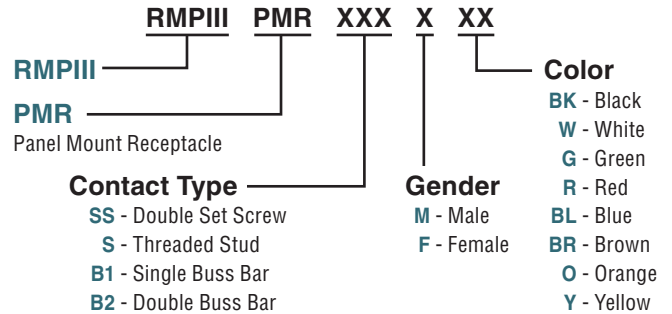 RMPIII PMR XXX X XX
RMPIII
PMR
Panel Mount Receptacle
Contact Type
SS - Double Set Screw
S - Threaded Stud
B1 - Single Buss Bar
B2 - Double Buss Bar
Gender
M - Male
F - Female
Color
BK - Black
W - White
G - Green
R - Red
BL - Blue
BR - Brown
O - Orange
Y - Yellow